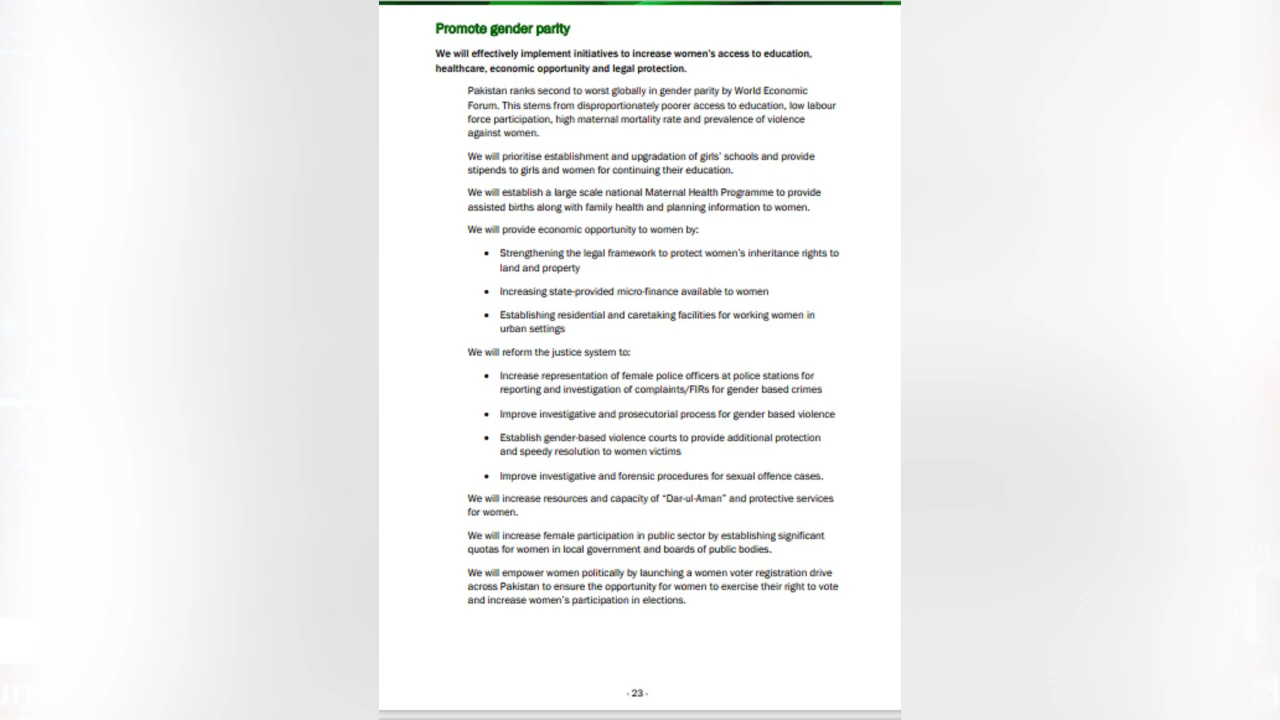 Promote gender parity
We will effectively implement initiatives to increase women's access to education,
healthcare, economic opportunity and legal protection.
Pakistan ranks second to worst globally in gender parity by World Economic
Forum. This stems from disproportionately poorer access to education, low labour
force participation, high maternal mortality rate and prevalence of violence
against women.
We will prioritise establishment and upgradation of girls' schools and provide
stipends to girls and women for continuing their education.
We will establish a large scale national Maternal Health Programme to provide
assisted births along with family health and planning information to women.
We will provide economic opportunity to women by:
• Strengthening the legal framework to protect women's inheritance rights to
land and property
• Increasing state-provided micro-finance available to women
• Establishing residential and caretaking facilities for working women in
urban settings
We will reform the justice system to:
• Increase representation of female police officers at police stations for
reporting and investigation of complaints/FIRs for gender based crimes
• Improve investigative and prosecutorial process for gender based violence
• Establish gender-based violence courts to provide additional protection
and speedy resolution to women victims
• Improve investigative and forensic procedures for sexual offence cases.
We will increase resources and capacity of “Dar-ul-Aman” and protective services
for women.
We will increase female participation in public sector by establishing significant
quotas for women in local government and boards of public bodies.
We will empower women politically by launching a women voter registration drive
across Pakistan to ensure the opportunity for women to exercise their right to vote
and increase women's participation in elections.
- 23 -